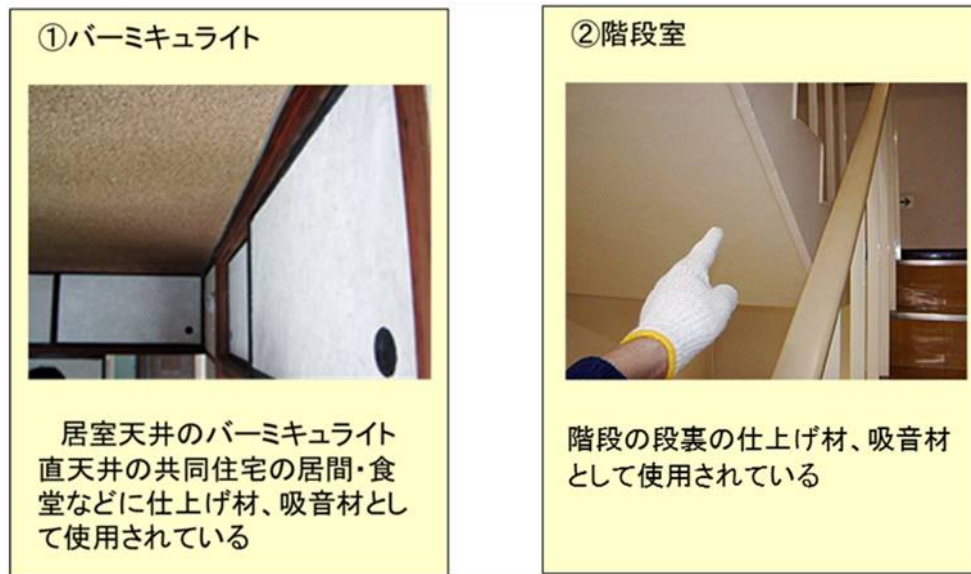 ①バーミキュライト
居室天井のバーミキュライト
直天井の共同住宅の居間・食
堂などに仕上げ材、吸音材とし
て使用されている
②階段室
階段の段裏の仕上げ材、吸音材
として使用されている